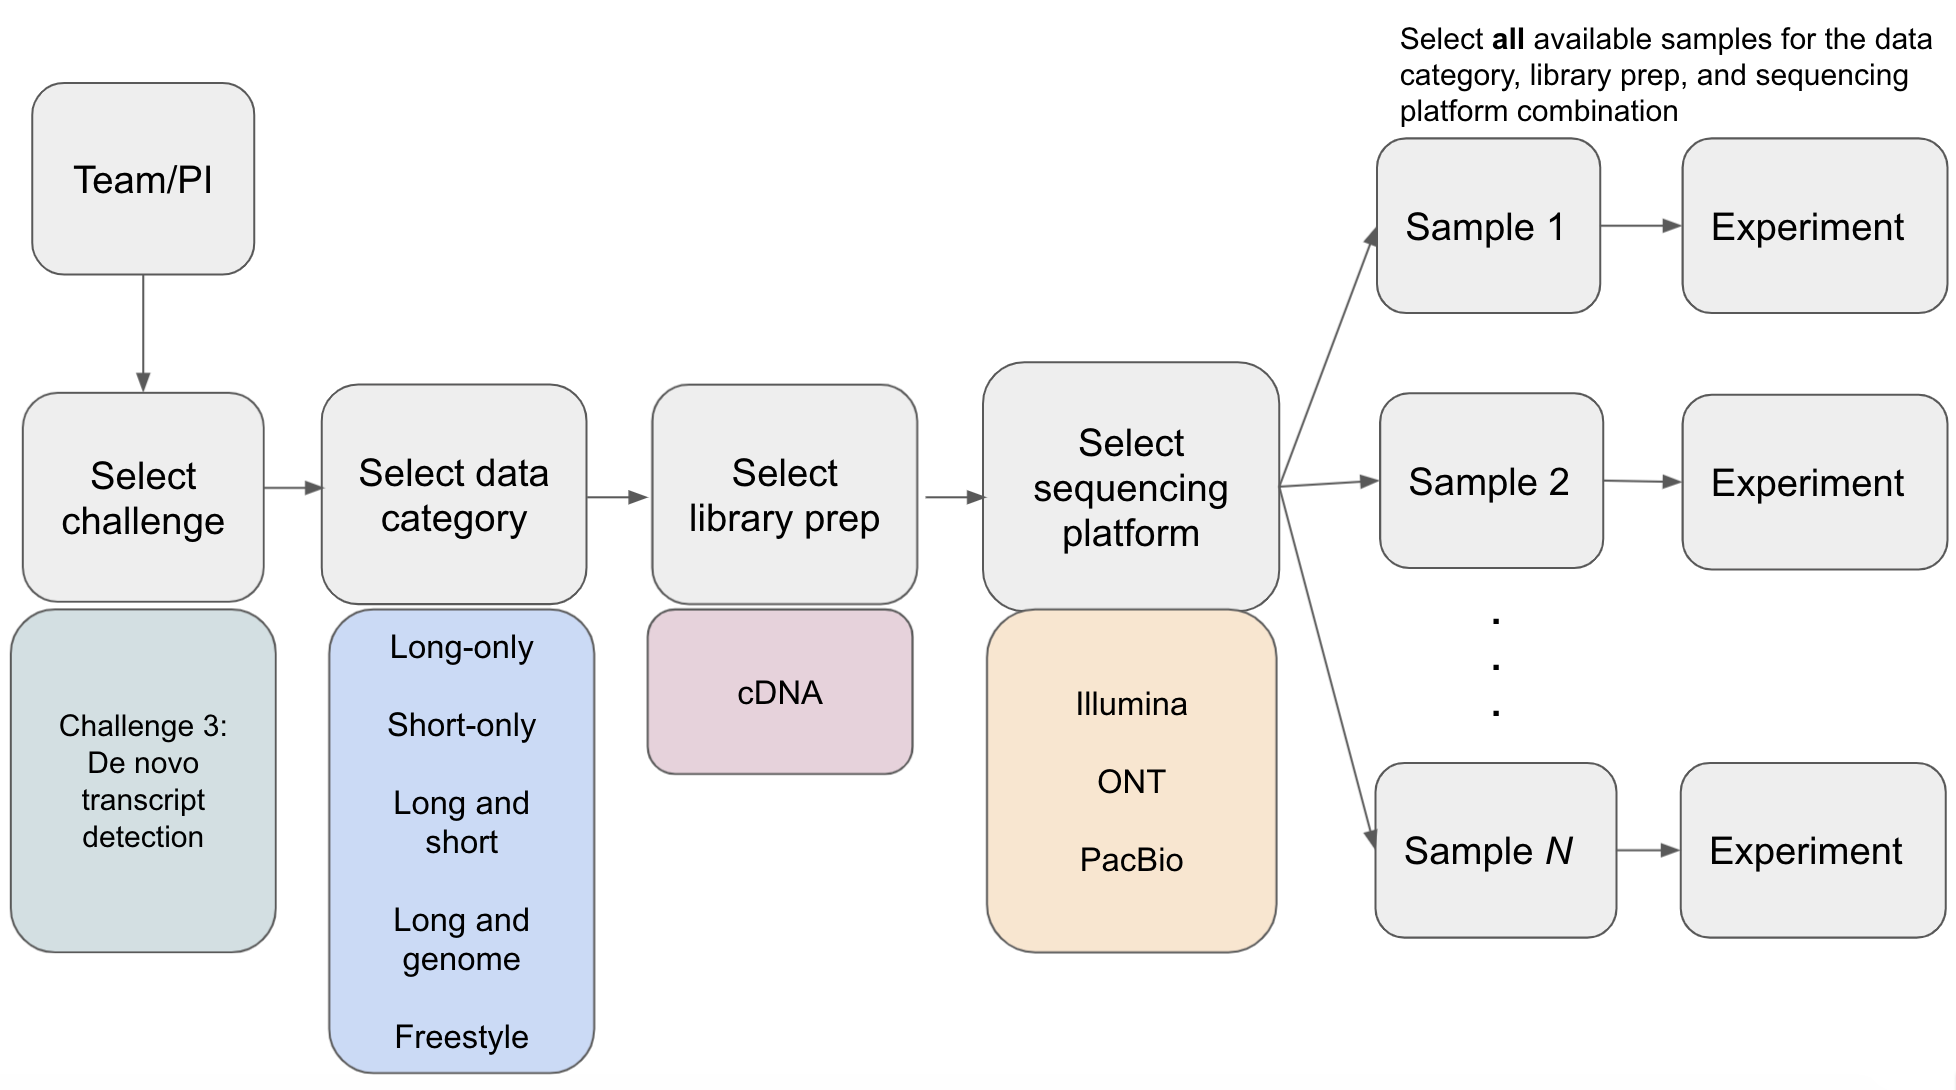 Select all available samples for the data
category, library prep, and sequencing
platform combination
Team/PI
Sample 1
Experiment
Select
challenge
Select data
category
Select
library prep
Select
sequencing
platform
Sample 2
Experiment
.
.
.
Sample N
Experiment
Challenge 3:
De novo
transcript
detection
Long-only
Short-only
Long and
short
Long and
genome
Freestyle
cDNA
Illumina
ONT
PacBio